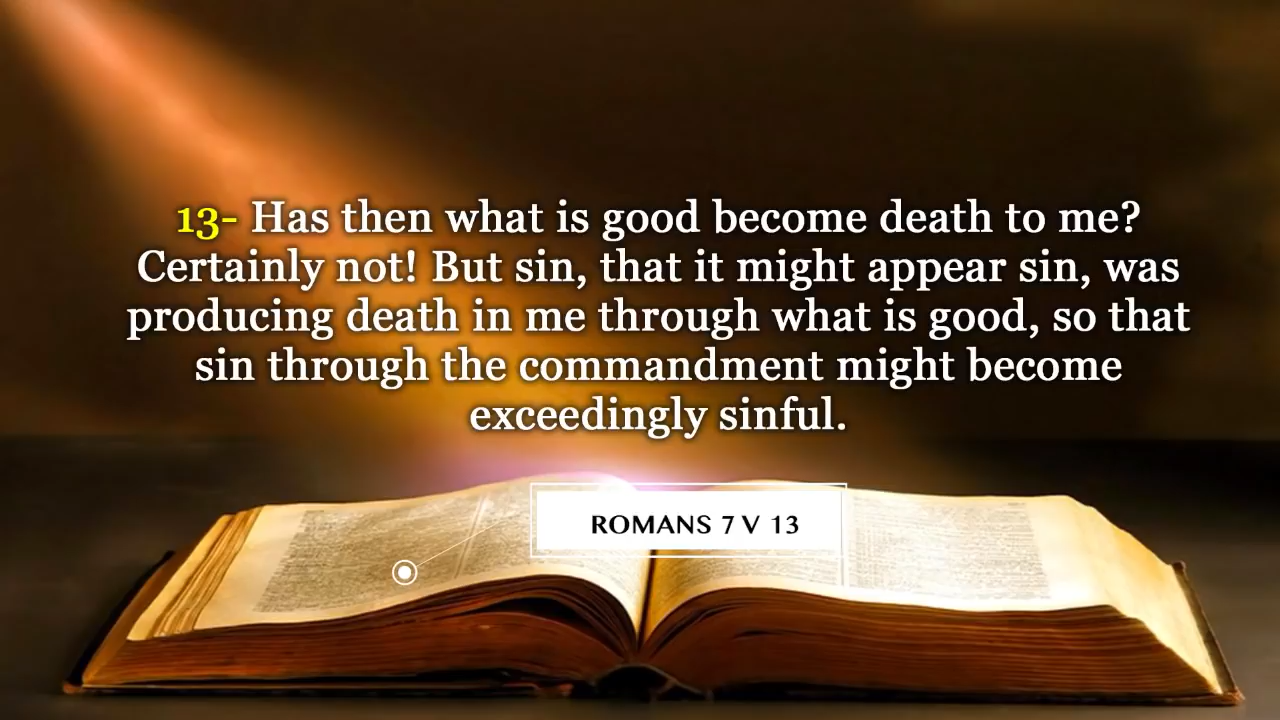 13- Has then what is good become death to me?
Certainly not! But sin, that it might appear sin, was
producing death in me through what is good, so that
sin through the commandment might become
exceedingly sinful.
ROMANS 7 V 13